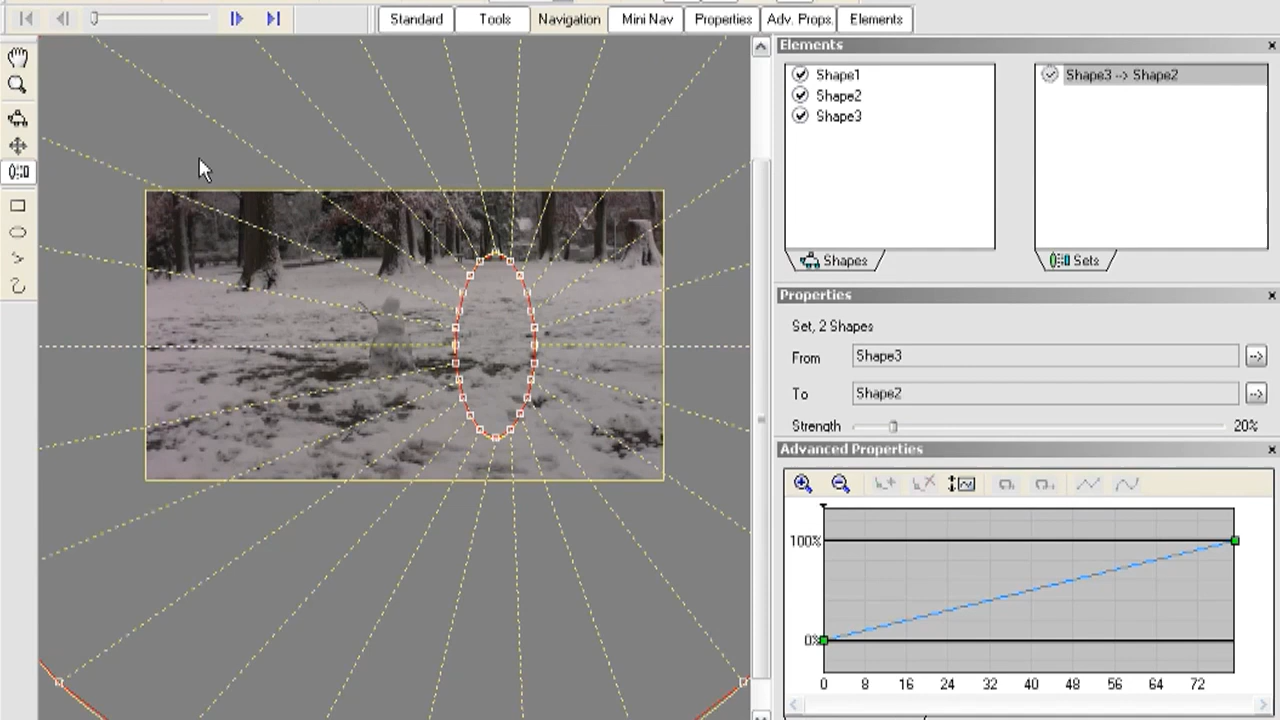 Standard Tools Navigation Mini Nav Properties Adv. Props. Elements
Elements
Shape1
Shape2
Shape3
Shape3 --> Shape2
Shapes
Sets
Properties
Set, 2 Shapes
From Shape3 -->
To Shape2 -->
Strength 20%
Advanced Properties
100%
0%
0 8 16 24 32 40 48 56 64 72